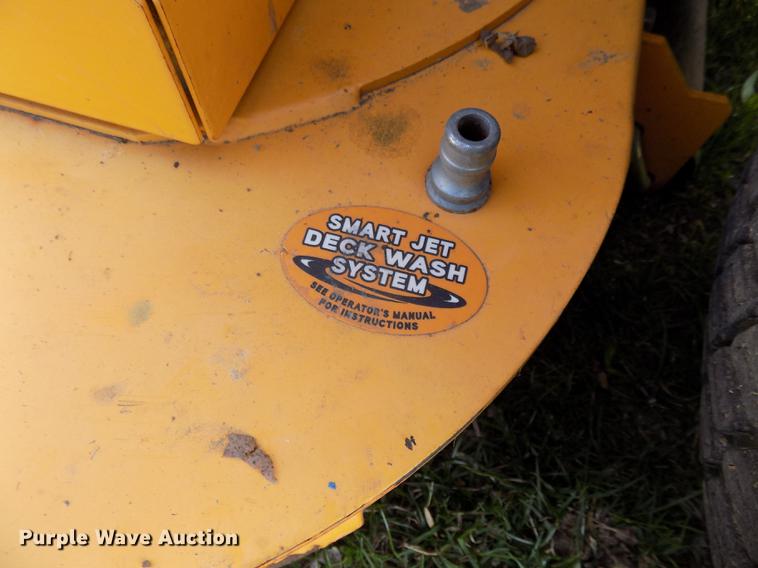 SMART JET
DECK WASH
SYSTEM
SEE OPERATOR'S MANUAL
FOR INSTRUCTIONS
Purple Wave Auction